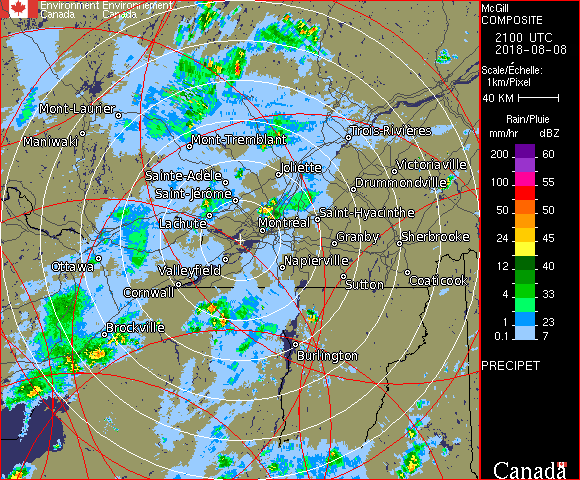 Environment Environnement
Canada Canada
McGill
COMPOSITE
2100 UTC
2018-08-08
Scale/Échelle:
1km/Pixel
40 KM
Rain/Pluie
mm/hr dBZ
200 60
150 57
100 55
50 50
24 45
12 40
4 33
1 23
0.1 7
PRECIPET
Canada
Mont-Laurier
Maniwaki
Mont-Tremblant
Trois-Rivières
Sainte-Adèle
Joliette
Victoriaville
Saint-Jérome
Drummondville
Lachute
Montréal
Saint-Hyacinthe
Granby
Sherbrooke
Ottawa
Valleyfield
Napierville
Cornwall
Sutton
Coaticook
Brockville
Burlington